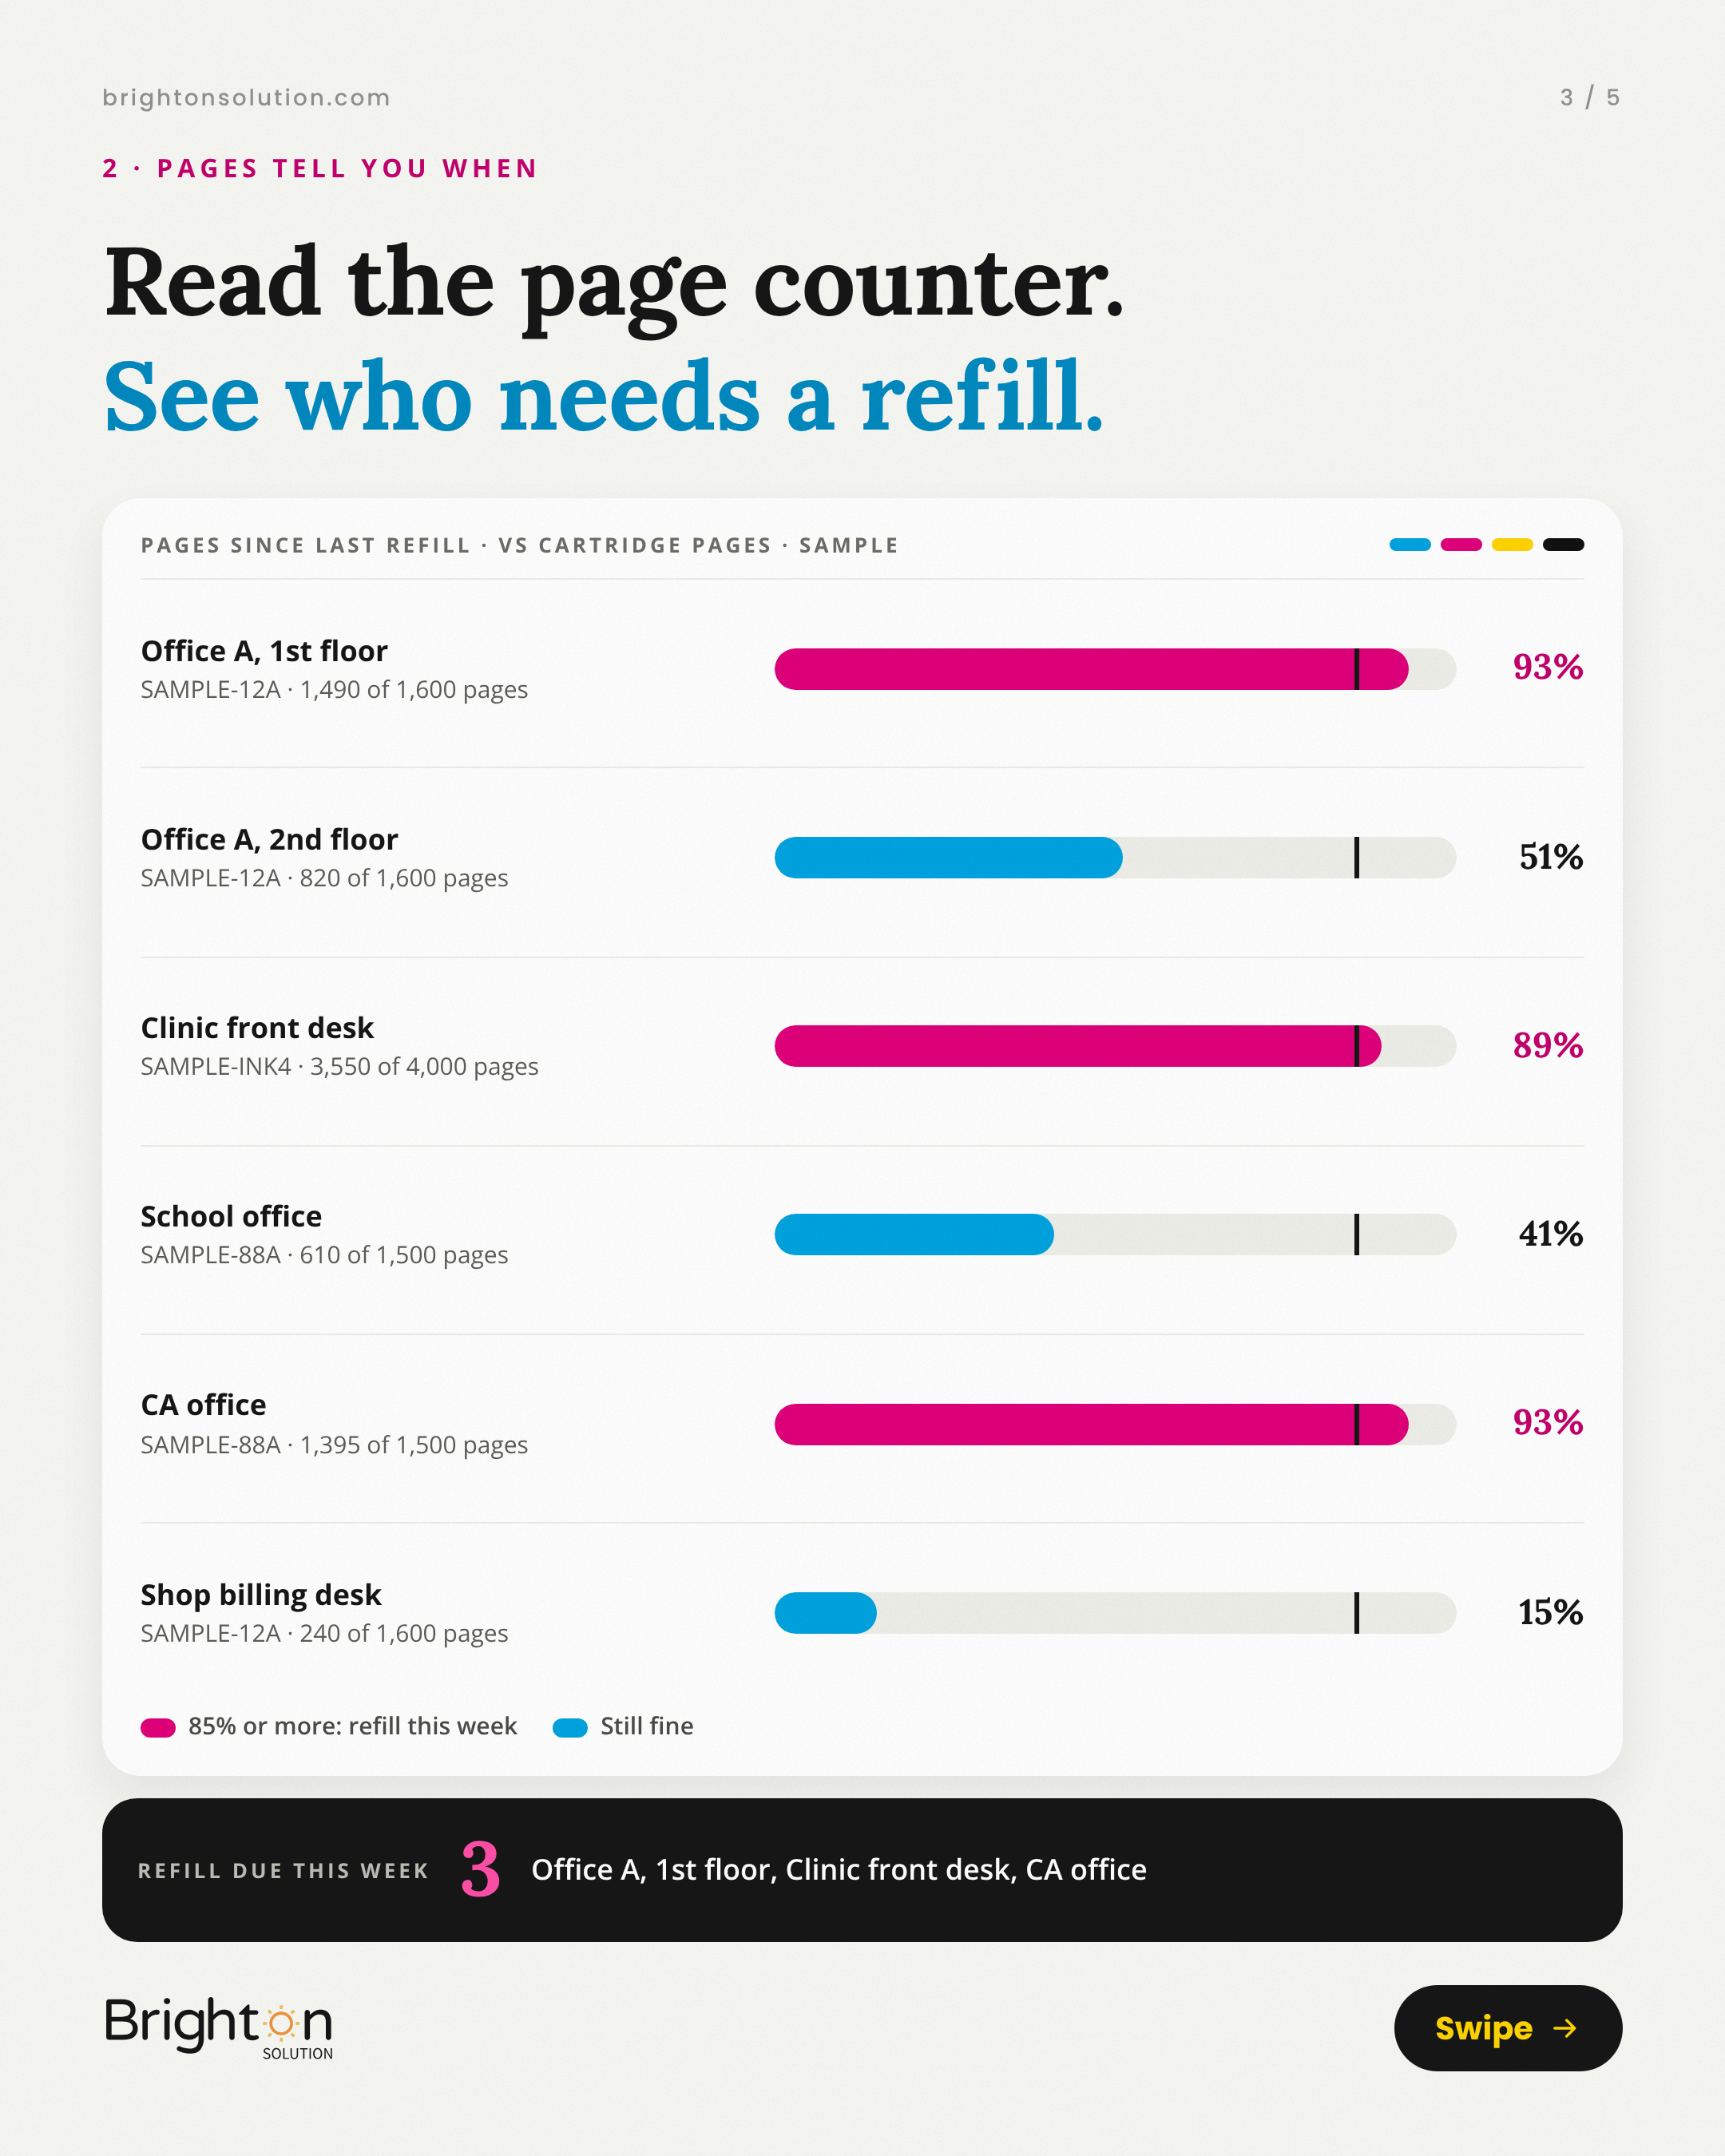 brightonsolution.com
3 / 5
2 · PAGES TELL YOU WHEN
Read the page counter.
See who needs a refill.
PAGES SINCE LAST REFILL · VS CARTRIDGE PAGES · SAMPLE
Office A, 1st floor
SAMPLE-12A · 1,490 of 1,600 pages
93%
Office A, 2nd floor
SAMPLE-12A · 820 of 1,600 pages
51%
Clinic front desk
SAMPLE-INK4 · 3,550 of 4,000 pages
89%
School office
SAMPLE-88A · 610 of 1,500 pages
41%
CA office
SAMPLE-88A · 1,395 of 1,500 pages
93%
Shop billing desk
SAMPLE-12A · 240 of 1,600 pages
15%
85% or more: refill this week
Still fine
REFILL DUE THIS WEEK 3 Office A, 1st floor, Clinic front desk, CA office
Brighton
SOLUTION
Swipe →